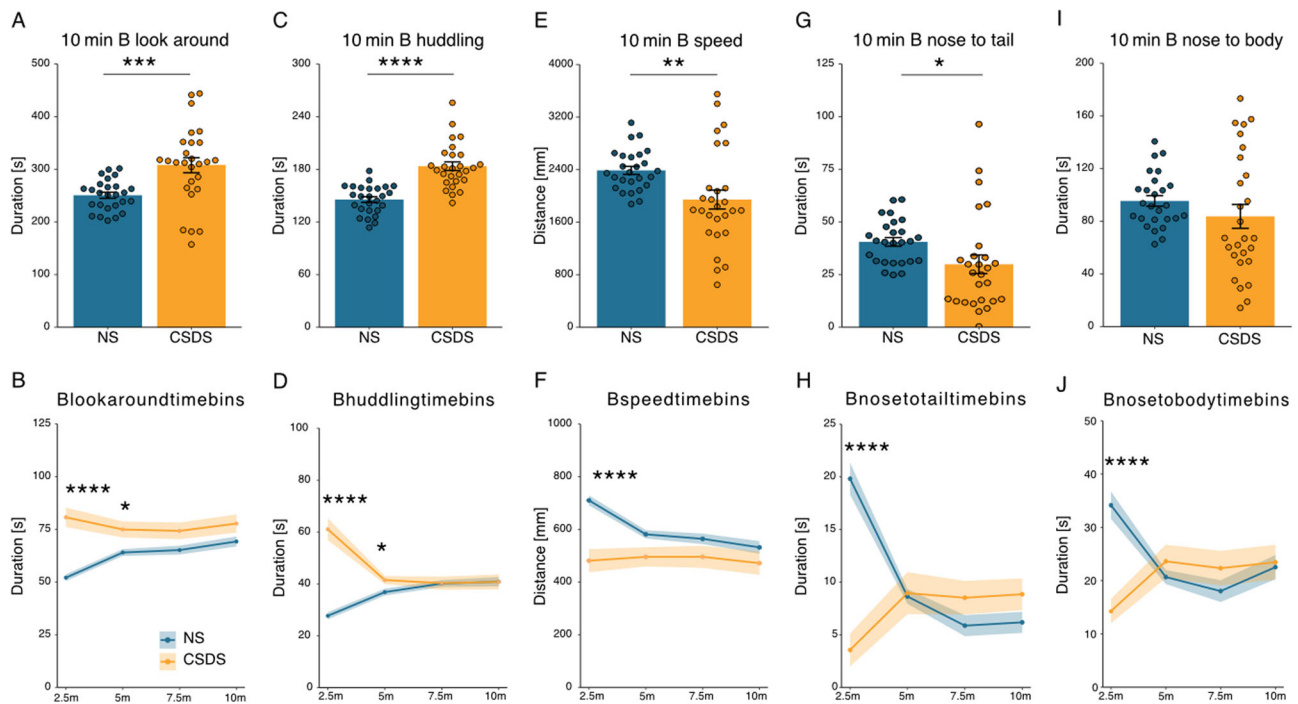 A
10 min B look around
***
Duration [s]
500
400
300
200
100
0
NS
CSDS
C
10 min B huddling
****
Duration [s]
300
240
180
120
60
0
NS
CSDS
E
10 min B speed
**
Distance [mm]
4000
3200
2400
1600
800
0
NS
CSDS
G
10 min B nose to tail
*
Duration [s]
125
100
75
50
25
0
NS
CSDS
I
10 min B nose to body
Duration [s]
200
160
120
80
40
0
NS
CSDS
B
Blookaroundtimebins
****
*
Duration [s]
125
100
75
50
25
0
NS
CSDS
2.5m 5m 7.5m 10m
D
Bhuddlingtimebins
****
*
Duration [s]
100
80
60
40
20
0
2.5m 5m 7.5m 10m
F
Bspeedtimebins
****
Distance [mm]
1000
800
600
400
200
0
2.5m 5m 7.5m 10m
H
Bnosetotailtimebins
****
Duration [s]
25
20
15
10
5
0
2.5m 5m 7.5m 10m
J
Bnosetobodytimebins
****
Duration [s]
50
40
30
20
10
0
2.5m 5m 7.5m 10m